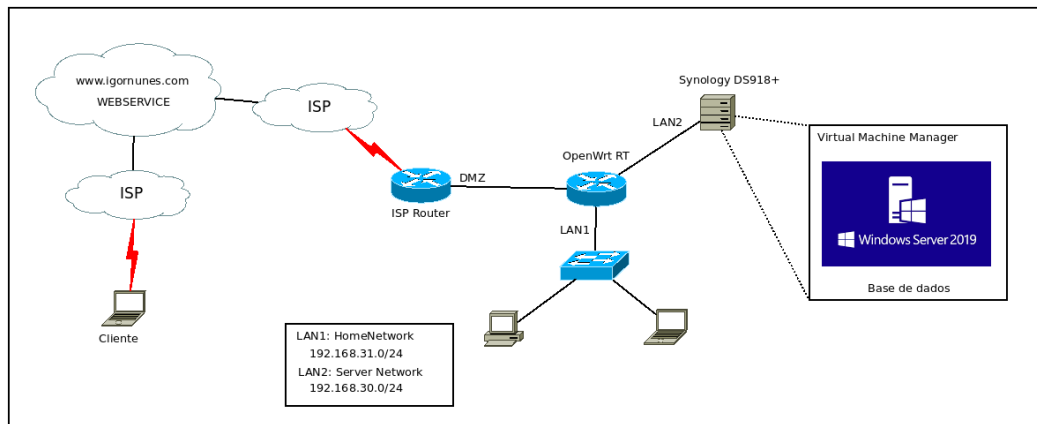 www.igornunes.com
WEBSERVICE
ISP
ISP
Cliente
DMZ
ISP Router
OpenWrt RT
LAN2
LAN1
Synology DS918+
Virtual Machine Manager
Windows Server 2019
Base de dados
LAN1: HomeNetwork
192.168.31.0/24
LAN2: Server Network
192.168.30.0/24